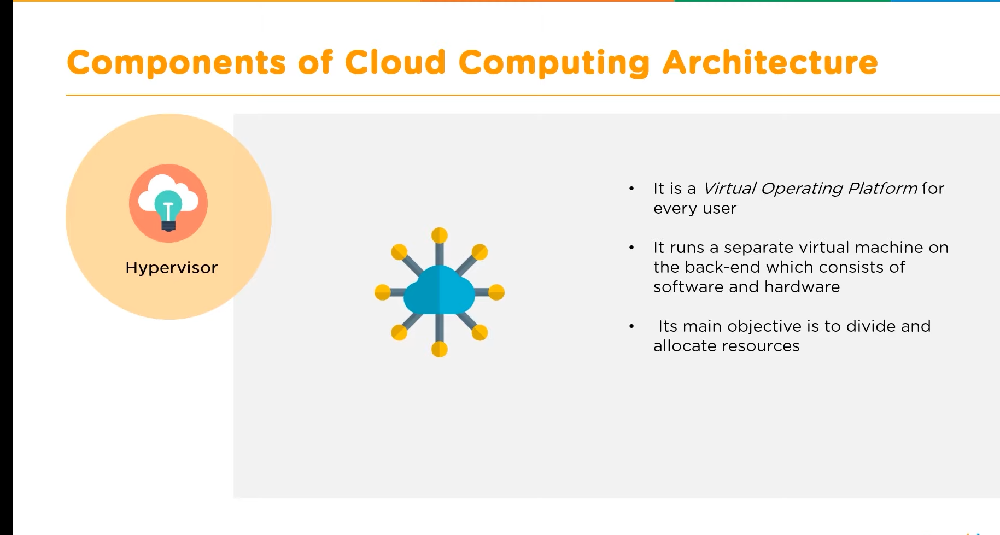 Components of Cloud Computing Architecture
Hypervisor
• It is a Virtual Operating Platform for
every user
• It runs a separate virtual machine on
the back-end which consists of
software and hardware
• Its main objective is to divide and
allocate resources